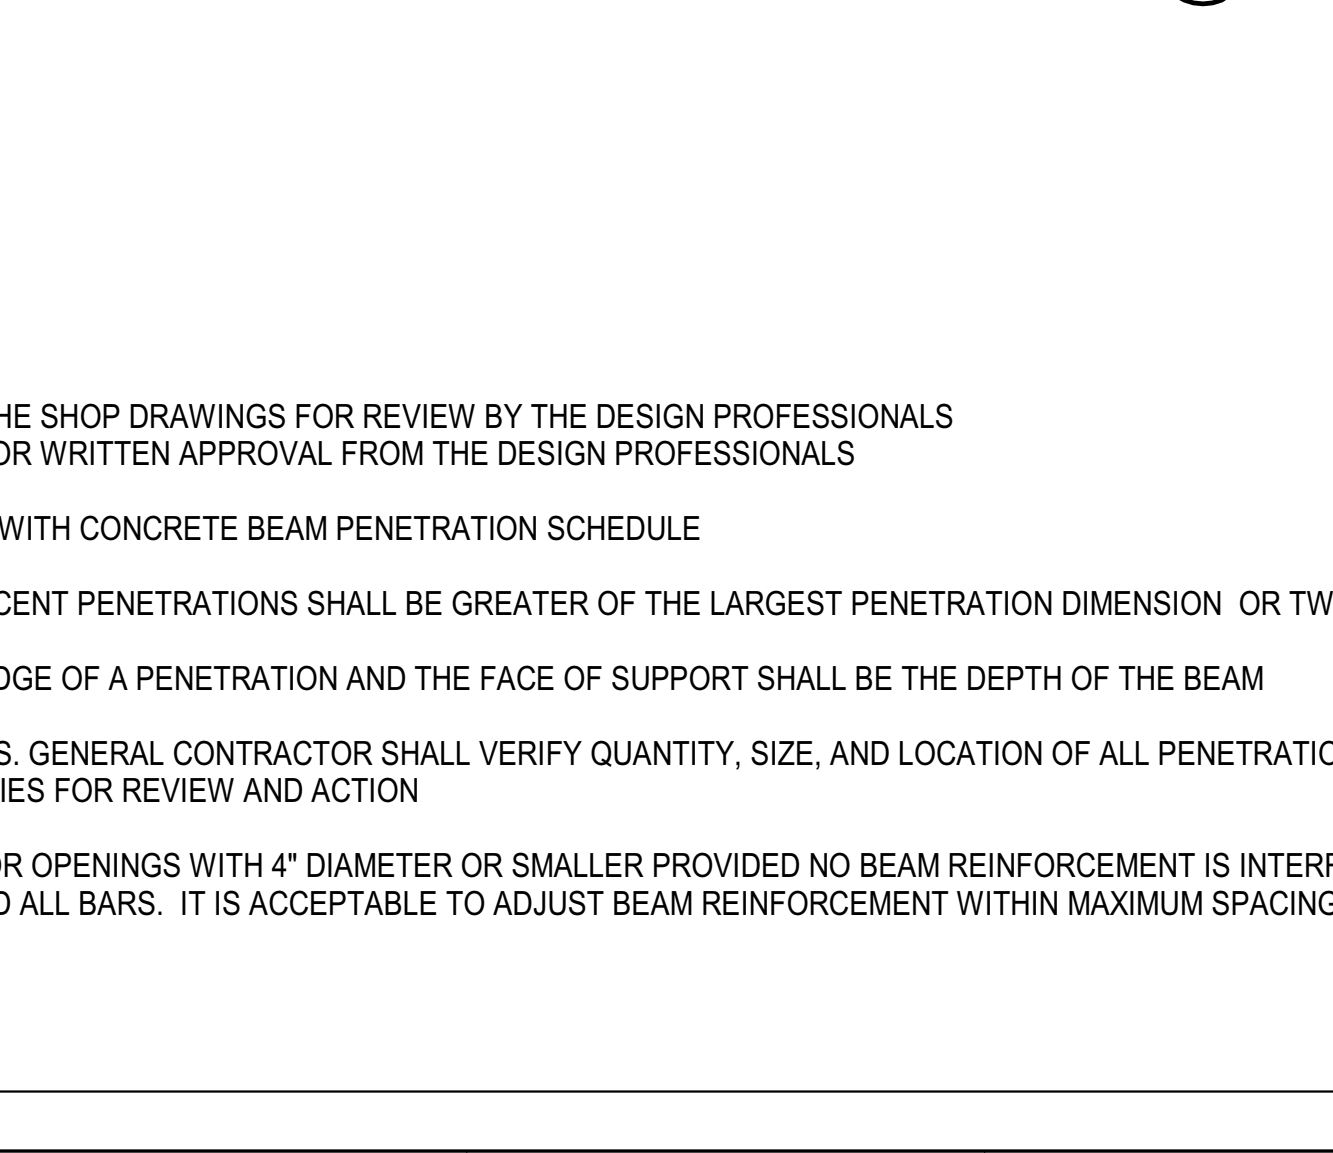 HE SHOP DRAWINGS FOR REVIEW BY THE DESIGN PROFESSIONALS
OR WRITTEN APPROVAL FROM THE DESIGN PROFESSIONALS
WITH CONCRETE BEAM PENETRATION SCHEDULE
CENT PENETRATIONS SHALL BE GREATER OF THE LARGEST PENETRATION DIMENSION  OR TW
DGE OF A PENETRATION AND THE FACE OF SUPPORT SHALL BE THE DEPTH OF THE BEAM
S. GENERAL CONTRACTOR SHALL VERIFY QUANTITY, SIZE, AND LOCATION OF ALL PENETRATIO
IES FOR REVIEW AND ACTION
OR OPENINGS WITH 4" DIAMETER OR SMALLER PROVIDED NO BEAM REINFORCEMENT IS INTERR
D ALL BARS.  IT IS ACCEPTABLE TO ADJUST BEAM REINFORCEMENT WITHIN MAXIMUM SPACING